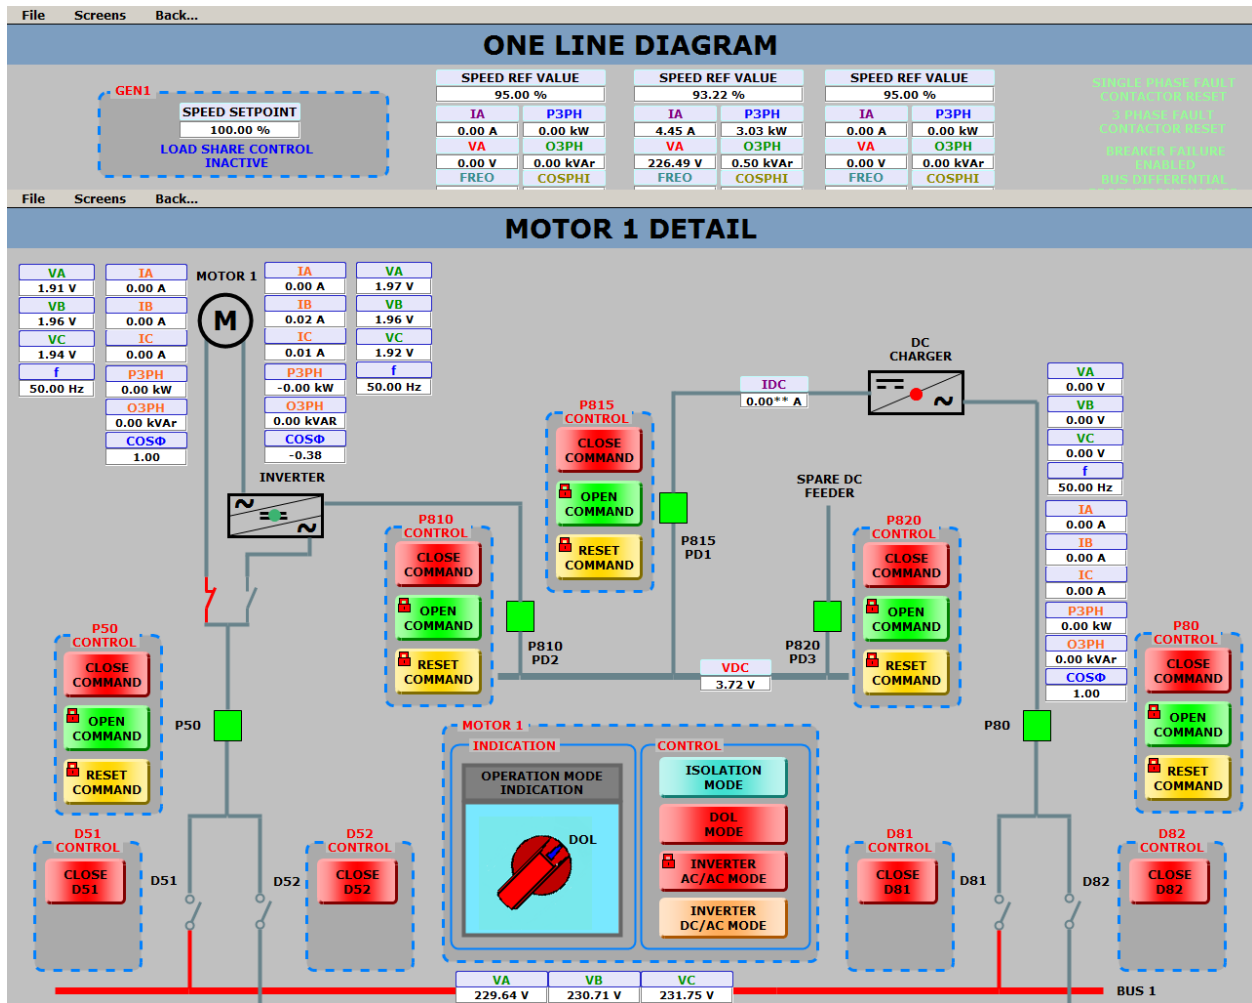 File Screens Back...
ONE LINE DIAGRAM
GEN1
SPEED SETPOINT
100.00 %
LOAD SHARE CONTROL
INACTIVE
SPEED REF VALUE
95.00 %
IA P3PH
0.00 A 0.00 kW
VA O3PH
0.00 V 0.00 kVAr
FREO COSPHI
SPEED REF VALUE
93.22 %
IA P3PH
4.45 A 3.03 kW
VA O3PH
226.49 V 0.50 kVAr
FREO COSPHI
SPEED REF VALUE
95.00 %
IA P3PH
0.00 A 0.00 kW
VA O3PH
0.00 V 0.00 kVAr
FREO COSPHI
SINGLE PHASE FAULT
CONTACTOR RESET
3 PHASE FAULT
CONTACTOR RESET
BREAKER FAILURE
ENABLED
BUS DIFFERENTIAL
File Screens Back...
MOTOR 1 DETAIL
VA
1.91 V
VB
1.96 V
VC
1.94 V
f
50.00 Hz
IA
0.00 A
IB
0.00 A
IC
0.00 A
P3PH
0.00 kW
O3PH
0.00 kVAr
COSΦ
1.00
MOTOR 1
M
IA
0.00 A
IB
0.02 A
IC
0.01 A
P3PH
-0.00 kW
O3PH
0.00 kVAR
COSΦ
-0.38
VA
1.97 V
VB
1.96 V
VC
1.92 V
f
50.00 Hz
INVERTER
DC
CHARGER
IDC
0.00** A
P815
CONTROL
CLOSE
COMMAND
OPEN
COMMAND
RESET
COMMAND
P815
PD1
SPARE DC
FEEDER
P810
CONTROL
CLOSE
COMMAND
OPEN
COMMAND
RESET
COMMAND
P810
PD2
P820
PD3
P820
CONTROL
CLOSE
COMMAND
OPEN
COMMAND
RESET
COMMAND
VDC
3.72 V
VA
0.00 V
VB
0.00 V
VC
0.00 V
f
50.00 Hz
IA
0.00 A
IB
0.00 A
IC
0.00 A
P3PH
0.00 kW
O3PH
0.00 kVAr
COSΦ
1.00
P50
CONTROL
CLOSE
COMMAND
OPEN
COMMAND
RESET
COMMAND
P50
P80
P80
CONTROL
CLOSE
COMMAND
OPEN
COMMAND
RESET
COMMAND
MOTOR 1
INDICATION
OPERATION MODE
INDICATION
DOL
CONTROL
ISOLATION
MODE
DOL
MODE
INVERTER
AC/AC MODE
INVERTER
DC/AC MODE
D51
CONTROL
CLOSE
D51
D51
D52
D52
CONTROL
CLOSE
D52
D81
CONTROL
CLOSE
D81
D81
D82
D82
CONTROL
CLOSE
D82
VA VB VC
229.64 V 230.71 V 231.75 V
BUS 1